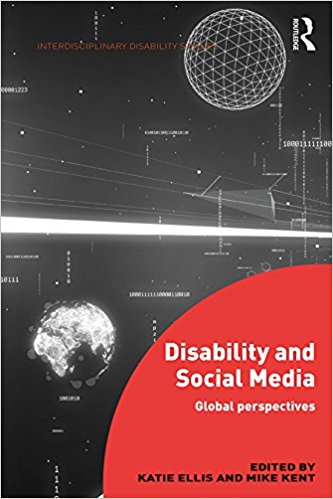 INTERDISCIPLINARY DISABILITY STUDIES
ROUTLEDGE
Disability and
Social Media
Global perspectives
EDITED BY
KATIE ELLIS AND MIKE KENT